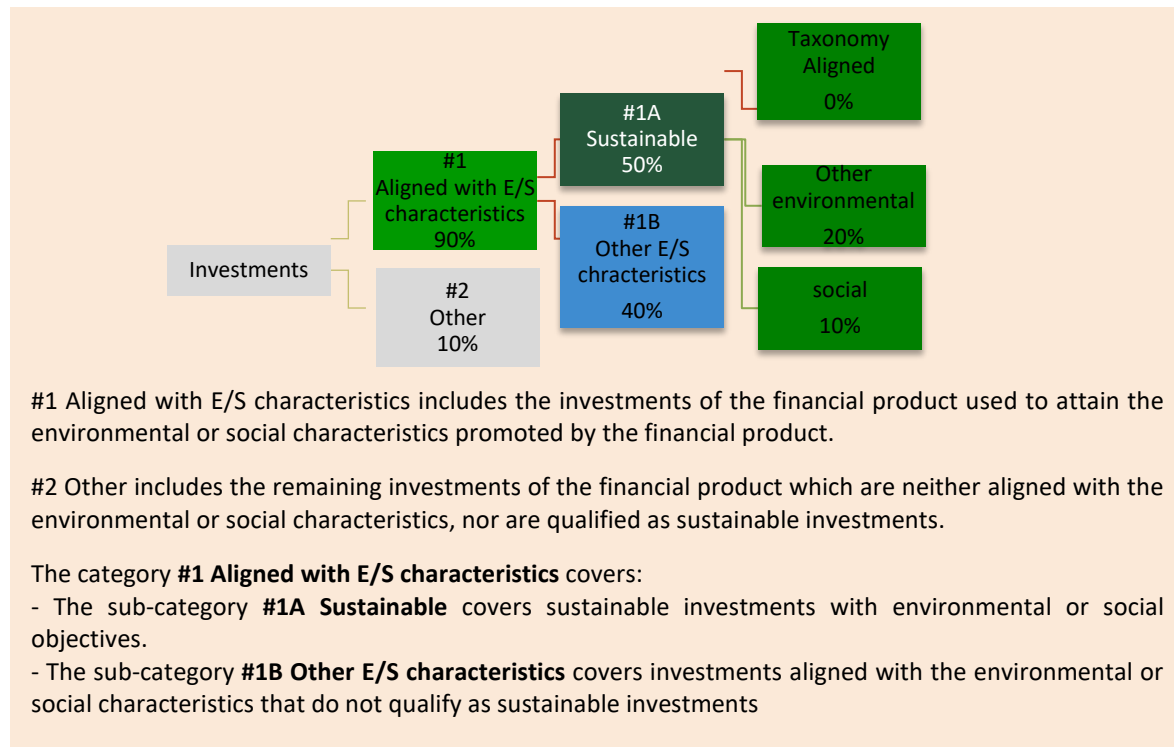 Investments
#1
Aligned with E/S
characteristics
90%
#2
Other
10%
#1A
Sustainable
50%
#1B
Other E/S
chracteristics
40%
Taxonomy
Aligned
0%
Other
environmental
20%
social
10%
#1 Aligned with E/S characteristics includes the investments of the financial product used to attain the
environmental or social characteristics promoted by the financial product.
#2 Other includes the remaining investments of the financial product which are neither aligned with the
environmental or social characteristics, nor are qualified as sustainable investments.
The category #1 Aligned with E/S characteristics covers:
- The sub-category #1A Sustainable covers sustainable investments with environmental or social
objectives.
- The sub-category #1B Other E/S characteristics covers investments aligned with the environmental or
social characteristics that do not qualify as sustainable investments